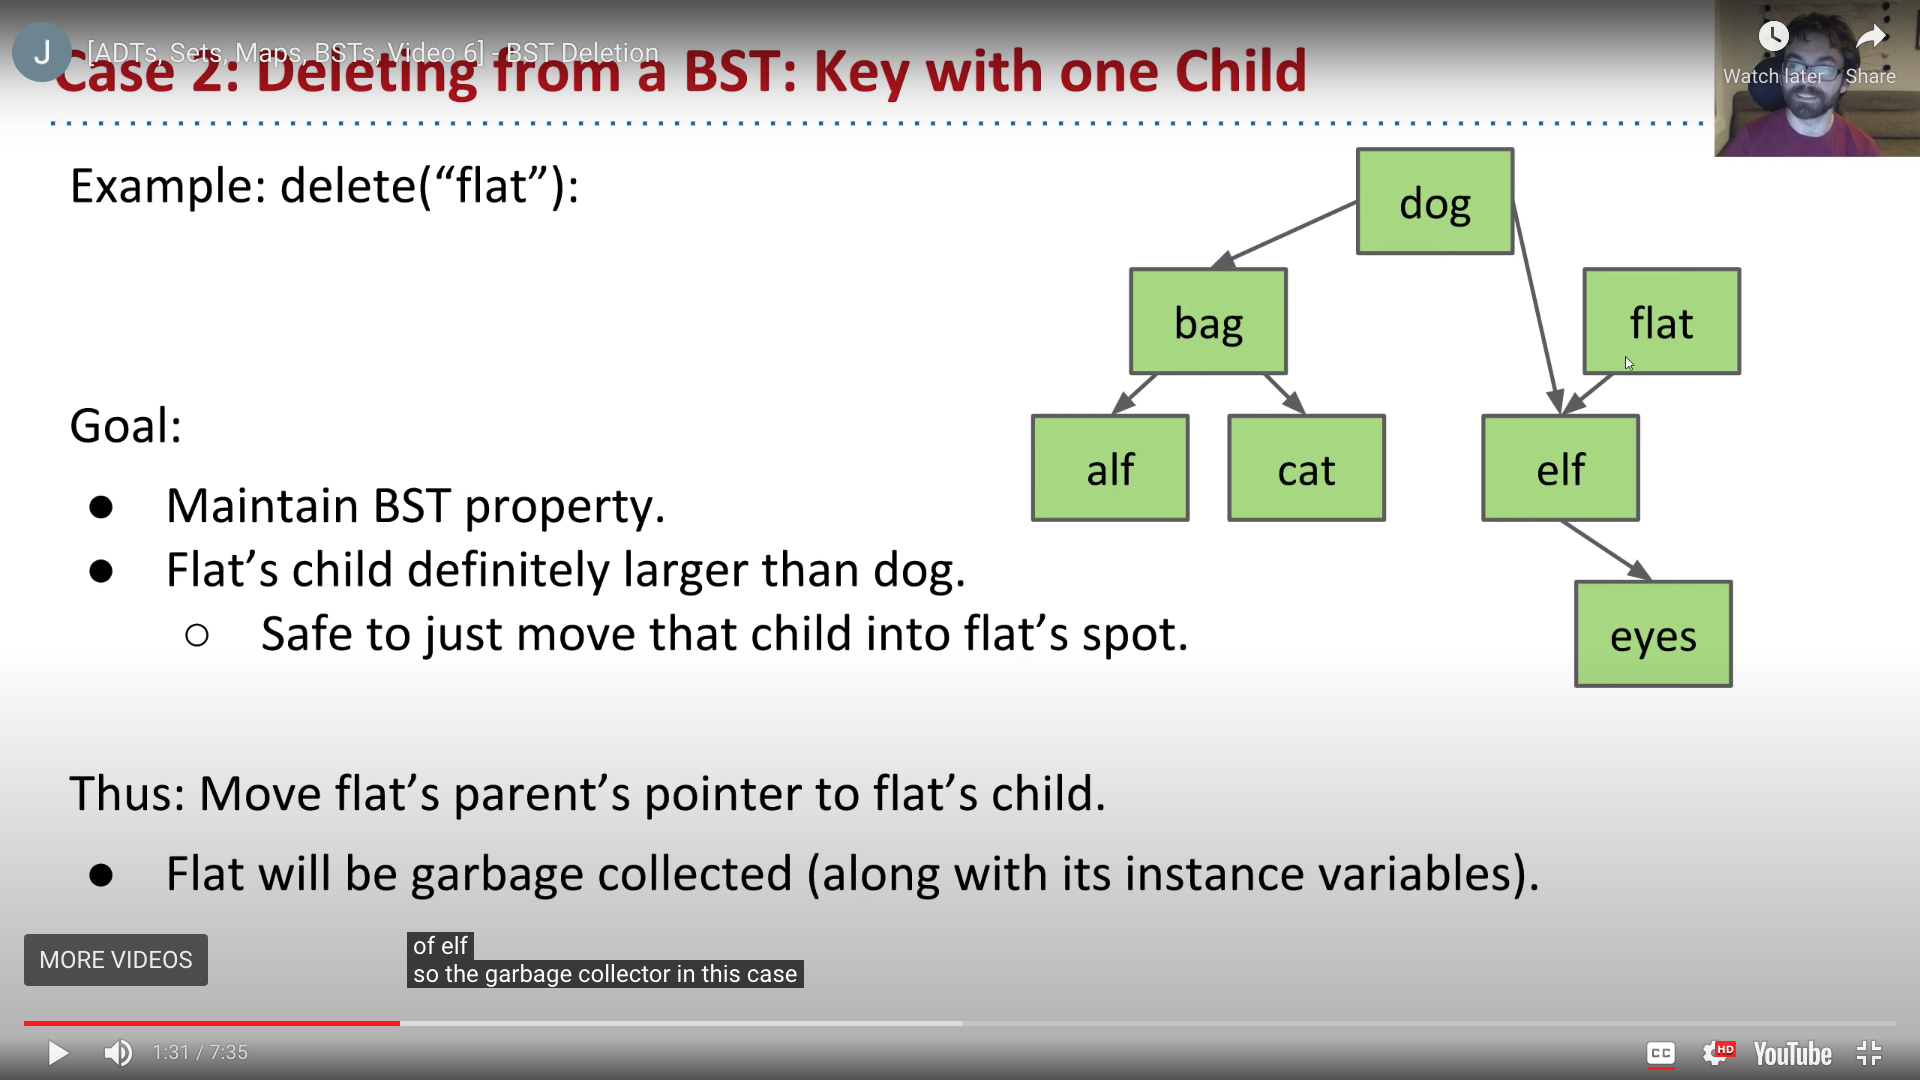 J
[ADTs, Sets, Maps, BSTs, Video 6] - BST Deletion
Case 2: Deleting from a BST: Key with one Child
Watch later
Share
Example: delete(“flat”):
dog
bag
flat
alf
cat
elf
eyes
Goal:
● Maintain BST property.
● Flat’s child definitely larger than dog.
○ Safe to just move that child into flat’s spot.
Thus: Move flat’s parent’s pointer to flat’s child.
● Flat will be garbage collected (along with its instance variables).
MORE VIDEOS
of elf
so the garbage collector in this case
1:31 / 7:35
CC
HD
YouTube